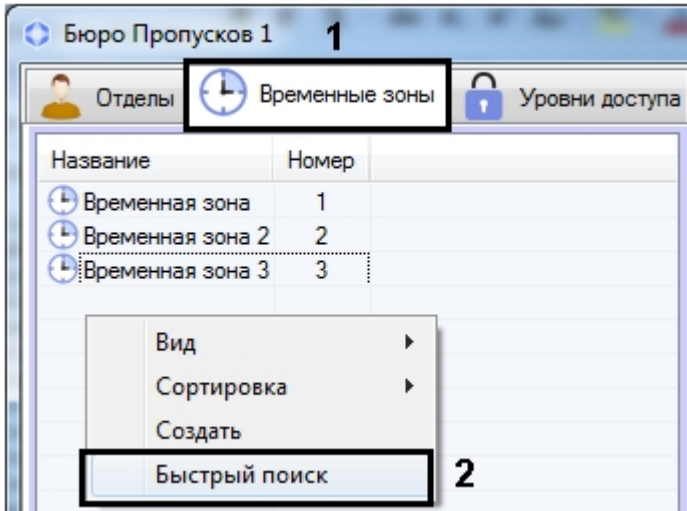 Бюро Пропусков 1
1
Отделы Временные зоны Уровни доступа
Название Номер
Временная зона 1
Временная зона 2 2
Временная зона 3 3
Вид
Сортировка
Создать
Быстрый поиск 2